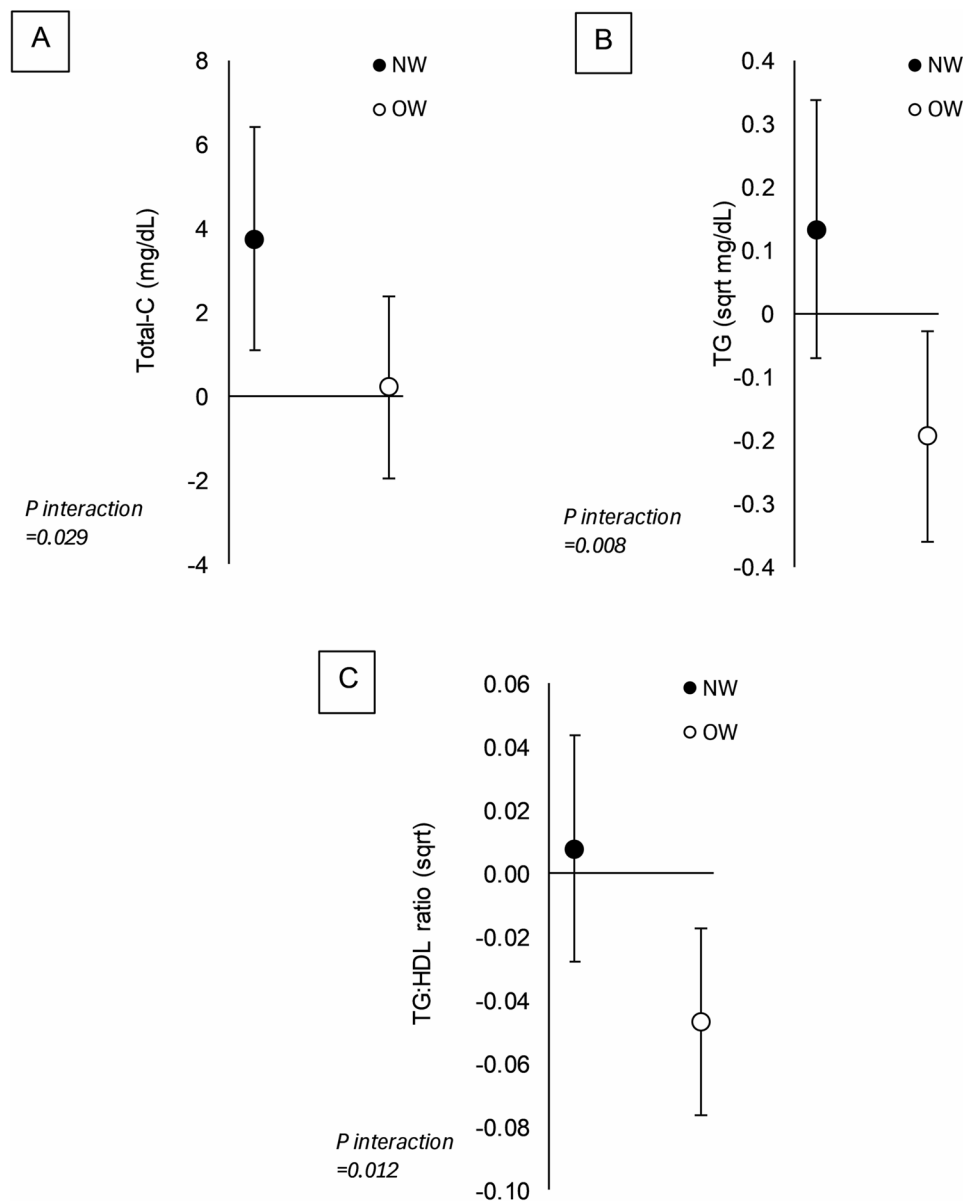 A
Total-C (mg/dL)
8
6
4
2
0
-2
-4
NW
OW
P interaction
=0.029
B
TG (sqrt mg/dL)
0.4
0.3
0.2
0.1
0
-0.1
-0.2
-0.3
-0.4
NW
OW
P interaction
=0.008
C
TG:HDL ratio (sqrt)
0.06
0.04
0.02
0.00
-0.02
-0.04
-0.06
-0.08
-0.10
NW
OW
P interaction
=0.012